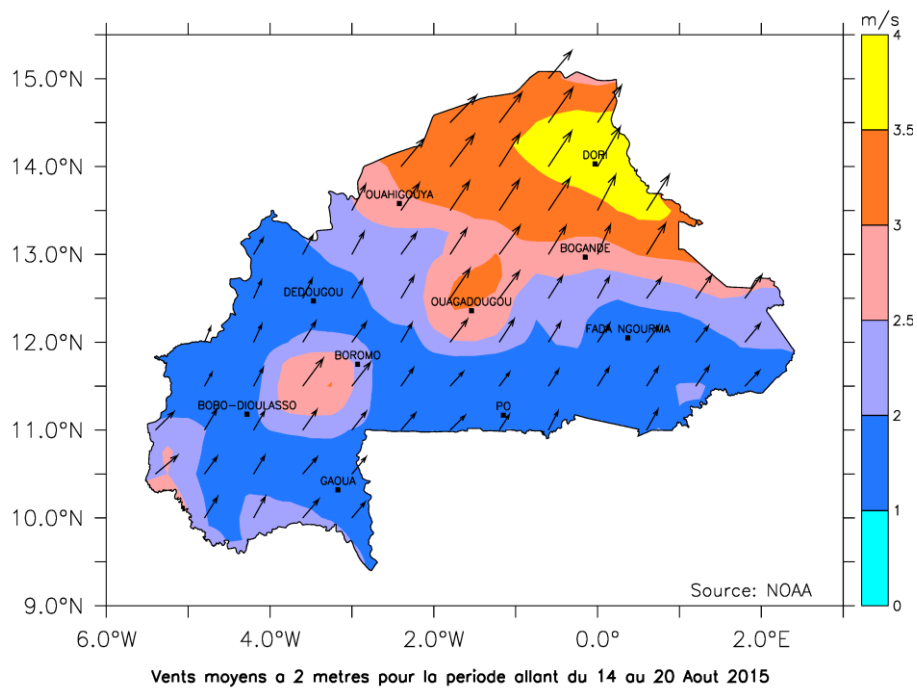 m/s
15.0°N
14.0°N
13.0°N
12.0°N
11.0°N
10.0°N
9.0°N
6.0°W 4.0°W 2.0°W 0.0° 2.0°E
4
3.5
3
2.5
2
1
0
DORI
OUAHIGOUYA
BOGANDE
DEDOUGOU
OUAGADOUGOU
FADA NGOURMA
BOROMO
BOBO-DIOULASSO
PO
GAOUA
Source: NOAA
Vents moyens a 2 metres pour la periode allant du 14 au 20 Aout 2015